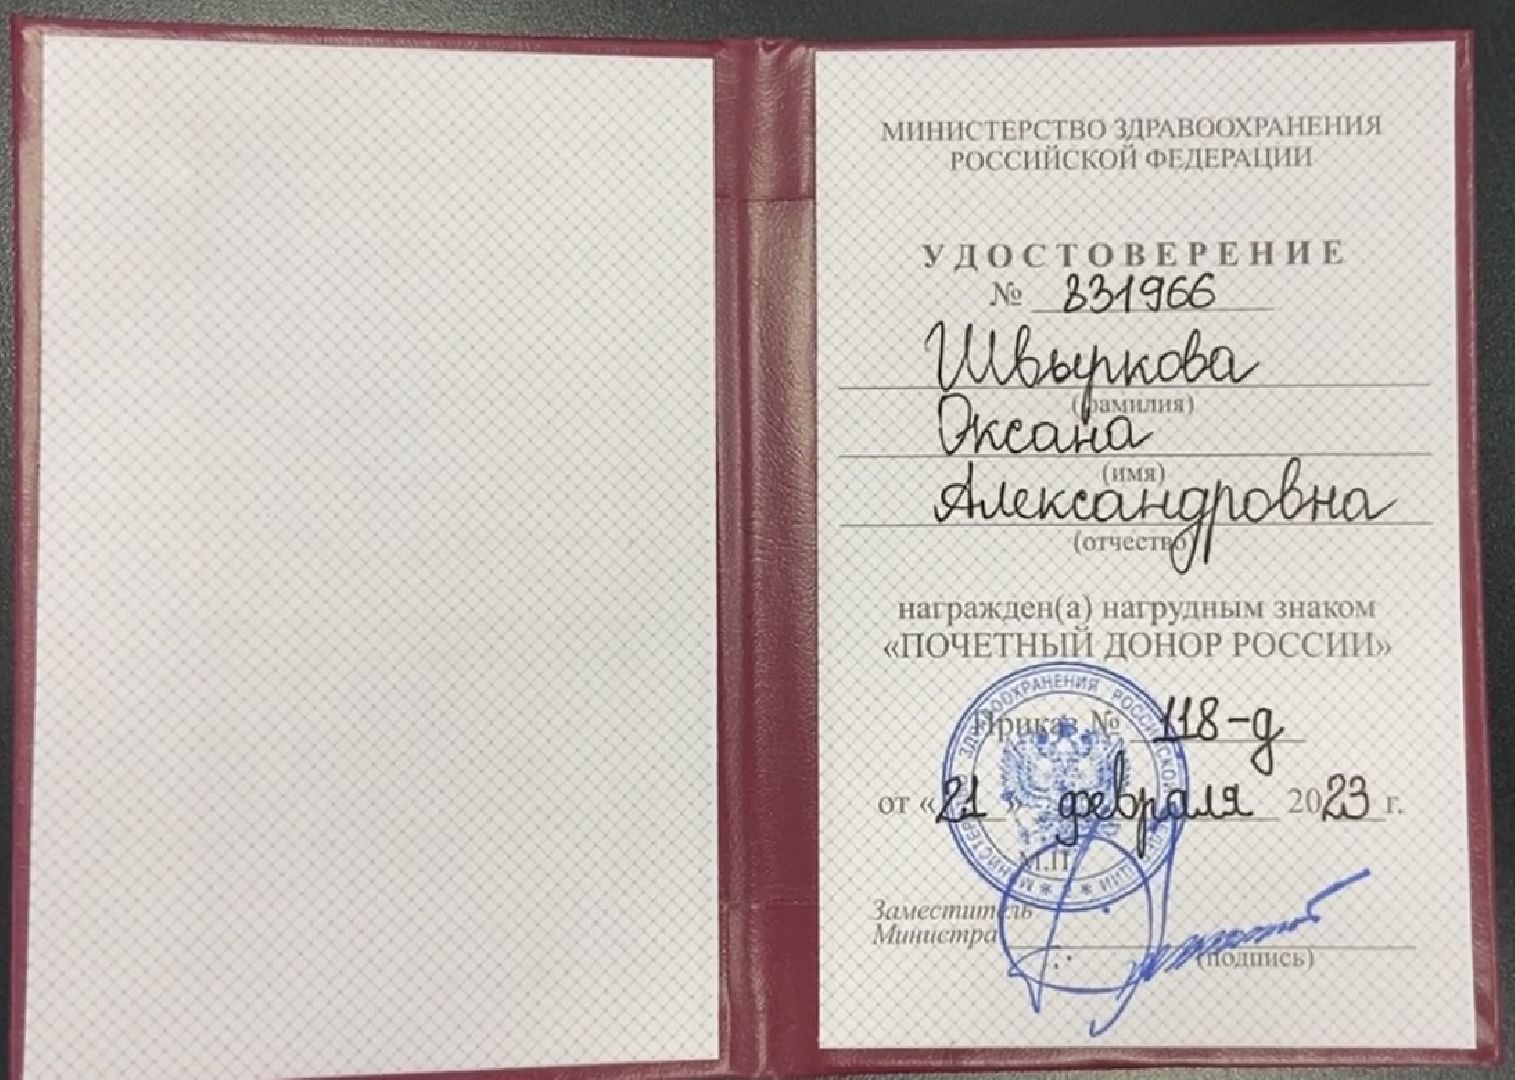 МИНИСТЕРСТВО ЗДРАВООХРАНЕНИЯ
РОССИЙСКОЙ ФЕДЕРАЦИИ
УДОСТОВЕРЕНИЕ
№ 831966
Швыркова
(фамилия)
Оксана
(имя)
Александровна
(отчество)
награжден(а) нагрудным знаком
«ПОЧЕТНЫЙ ДОНОР РОССИИ»
Приказ № 118-д
от «21» февраля 2023 г.
М.П.
Заместитель
Министра
(подпись)